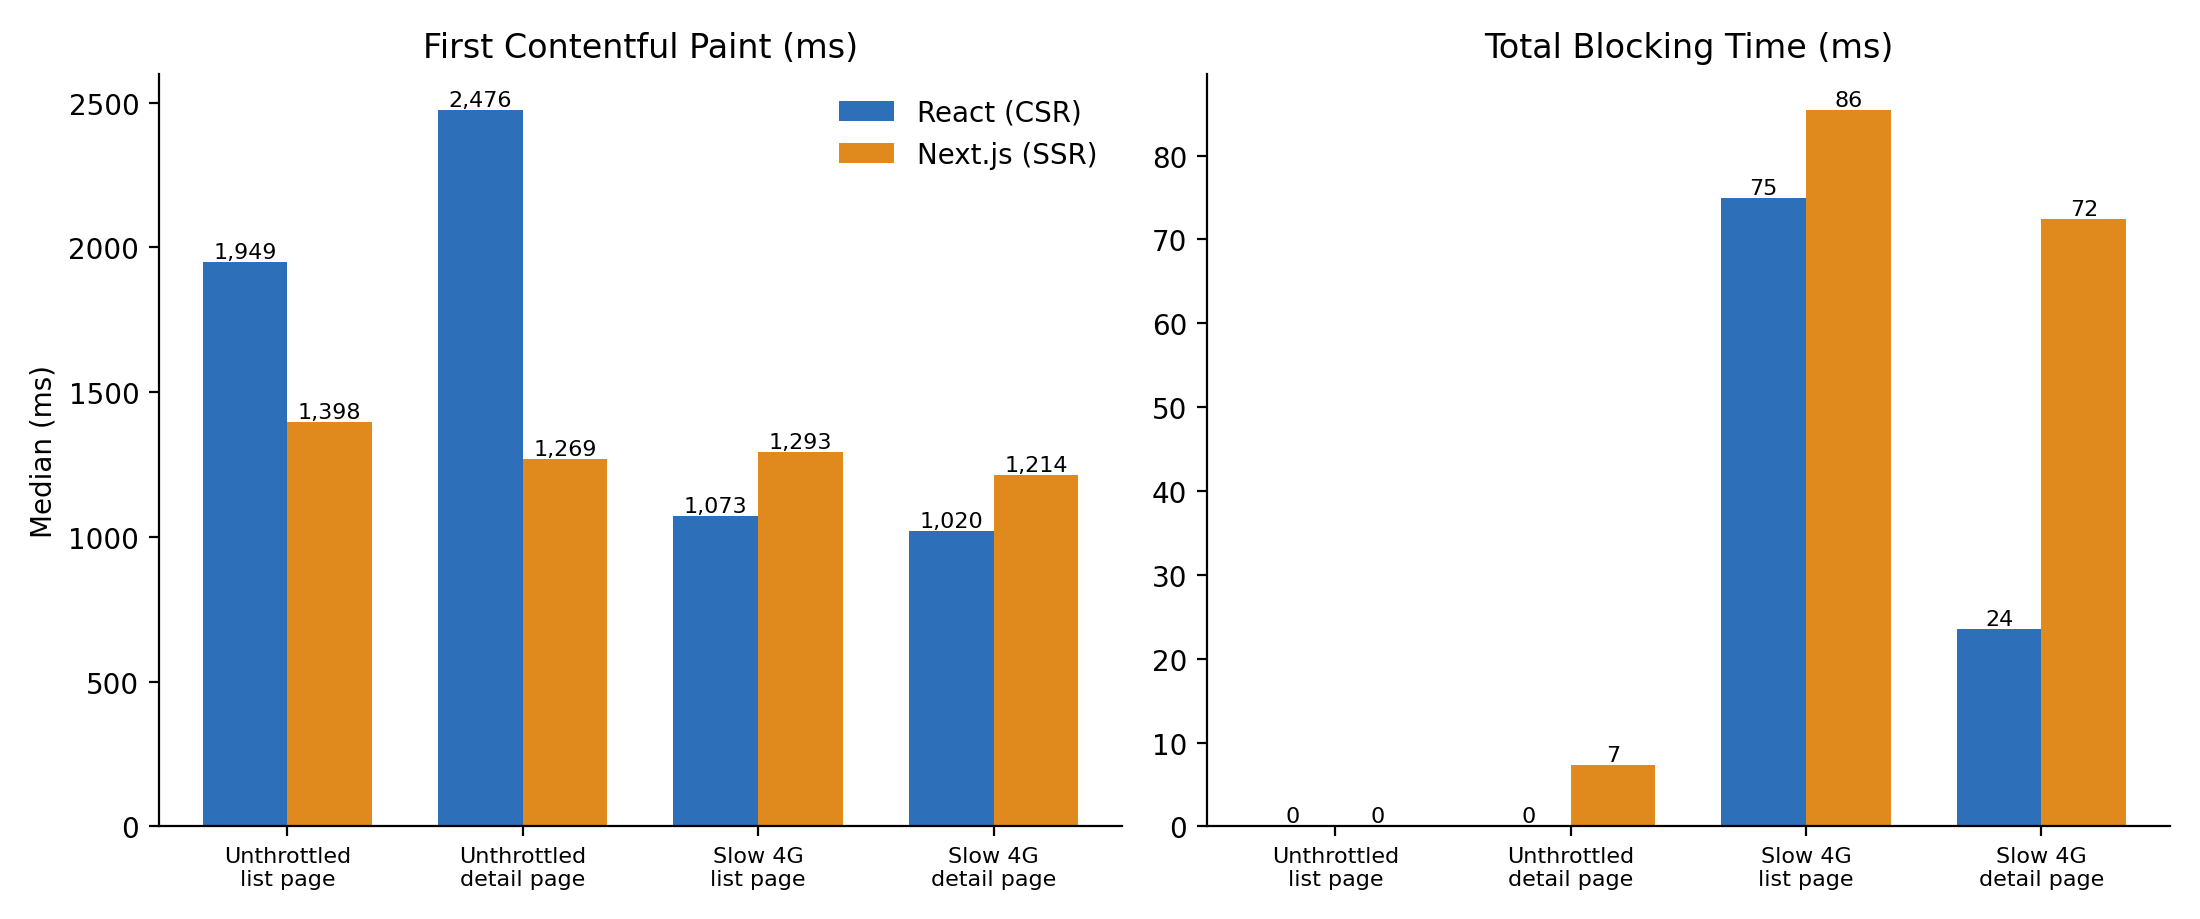 First Contentful Paint (ms)
Median (ms)
2500
2000
1500
1000
500
0
1,949
1,398
2,476
1,269
1,073
1,293
1,020
1,214
React (CSR)
Next.js (SSR)
Unthrottled
list page
Unthrottled
detail page
Slow 4G
list page
Slow 4G
detail page
Total Blocking Time (ms)
80
70
60
50
40
30
20
10
0
0
0
0
7
75
86
24
72
Unthrottled
list page
Unthrottled
detail page
Slow 4G
list page
Slow 4G
detail page